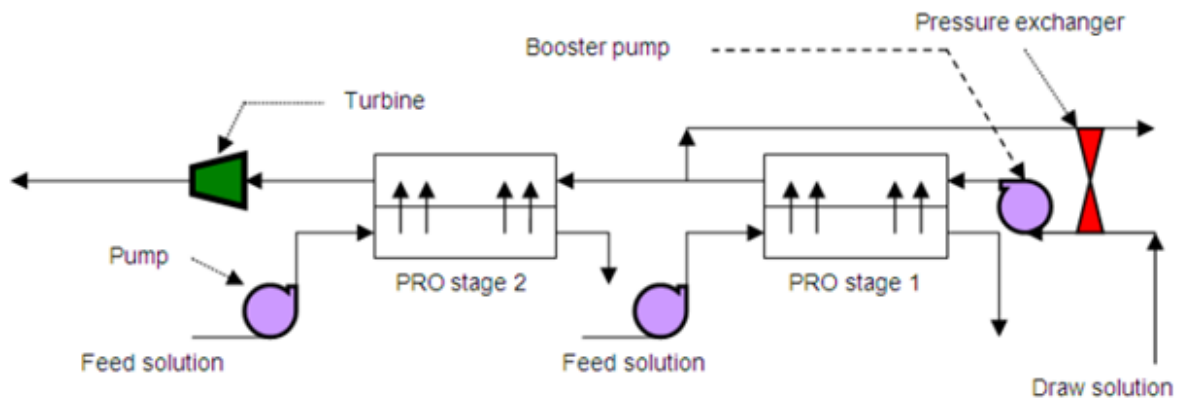 Pressure exchanger
Booster pump
Turbine
Pump
PRO stage 2
PRO stage 1
Feed solution
Feed solution
Draw solution